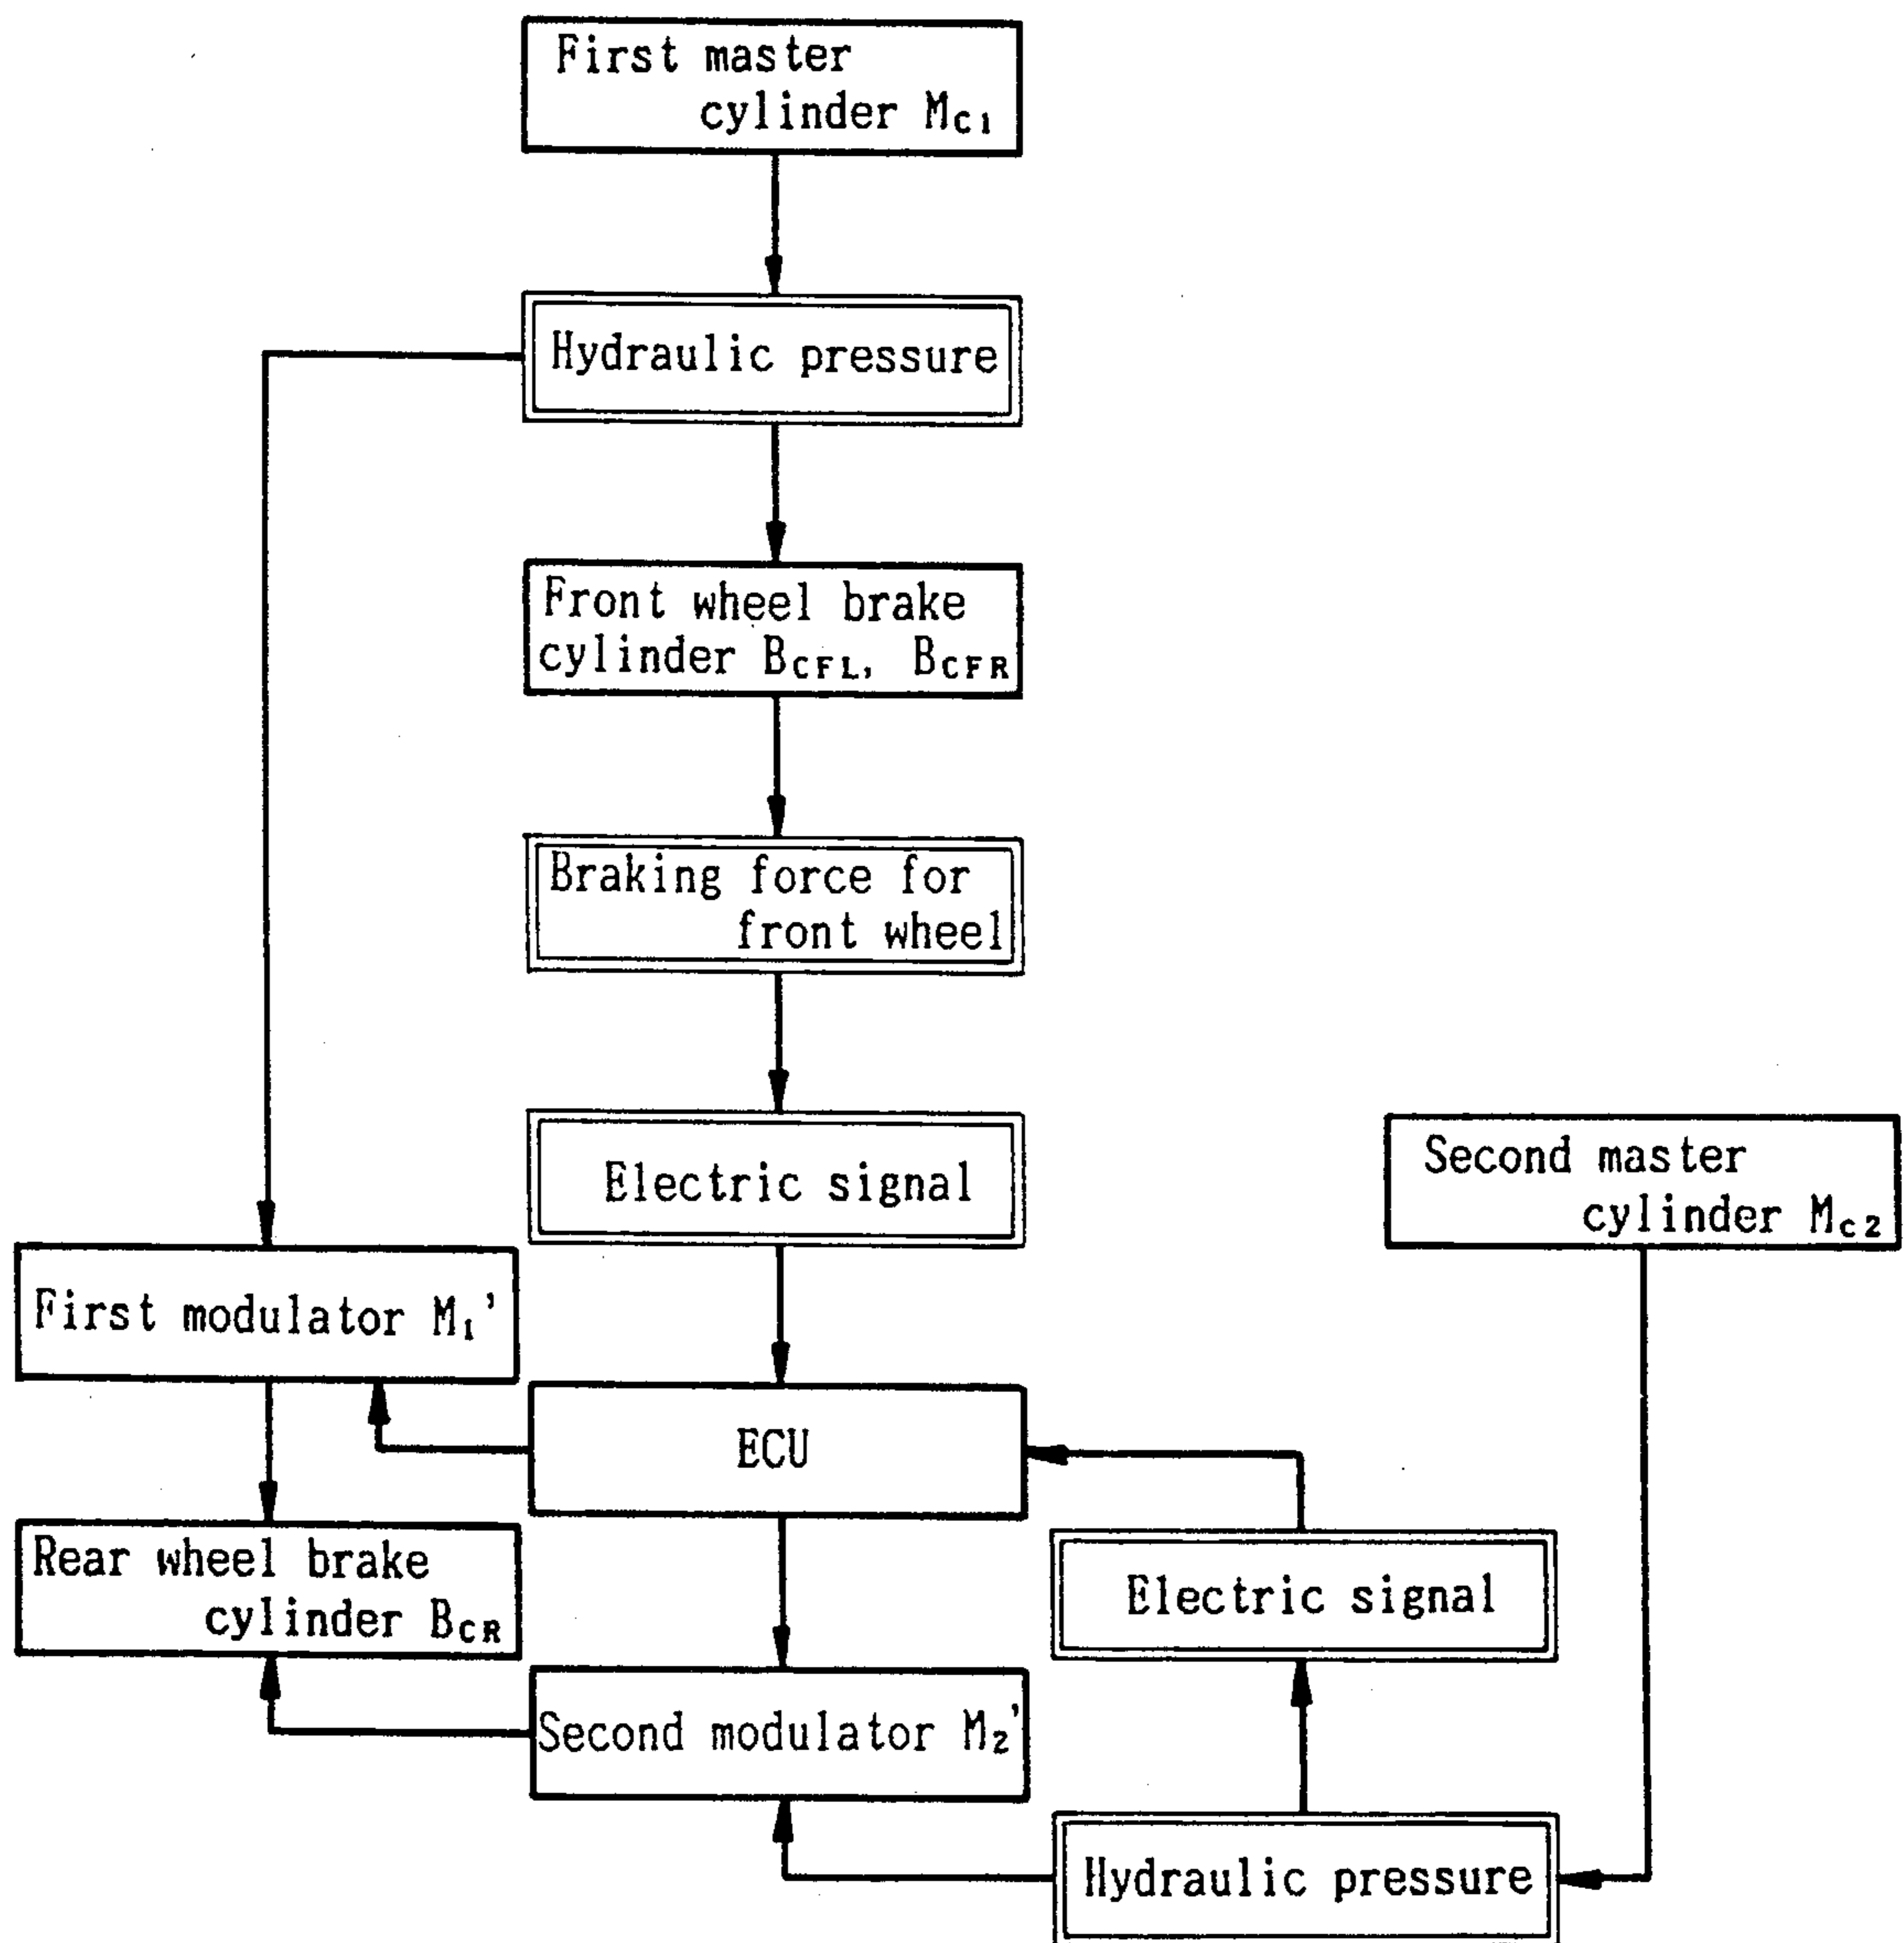 First master
cylinder Mc1
Hydraulic pressure
Front wheel brake
cylinder BCFL, BCFR
Braking force for
front wheel
Electric signal
Second master
cylinder Mc2
First modulator M1'
ECU
Rear wheel brake
cylinder BCR
Electric signal
Second modulator M2'
Hydraulic pressure